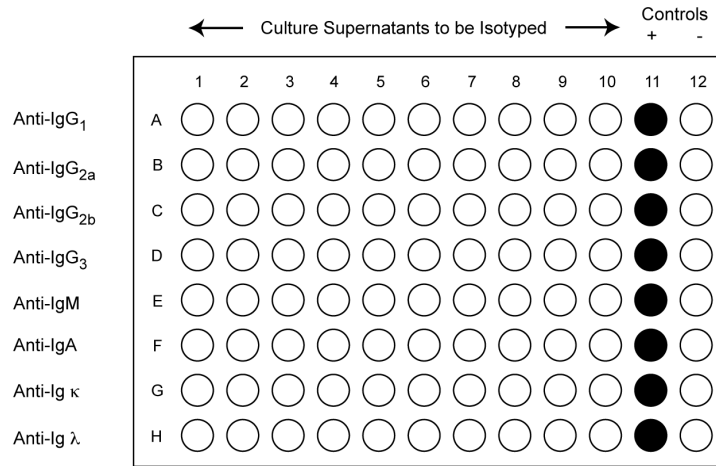 Controls
Culture Supernatants to be Isotyped + -
1 2 3 4 5 6 7 8 9 10 11 12
Anti-IgG1 A
Anti-IgG2a B
Anti-IgG2b C
Anti-IgG3 D
Anti-IgM E
Anti-IgA F
Anti-Ig κ G
Anti-Ig λ H